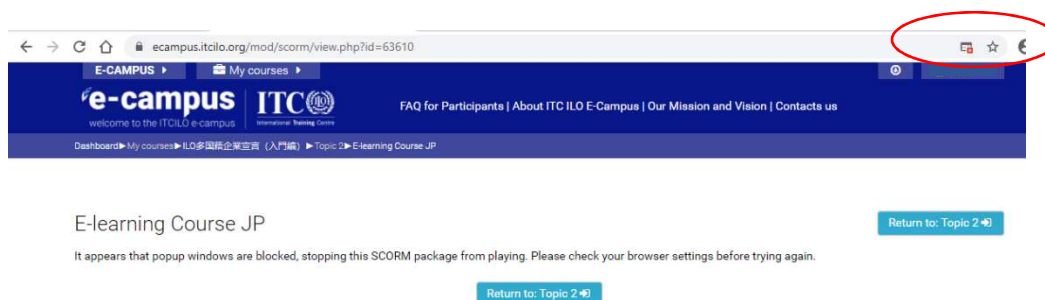 ecampus.itcilo.org/mod/scorm/view.php?id=63610
E-CAMPUS My courses
e-campus ITC FAQ for Participants | About ITC ILO E-Campus | Our Mission and Vision | Contacts us
welcome to the ITCILO e-campus International Training Centre
Dashboard▶My courses▶ILO多国籍企業宣言（入門編）▶Topic 2▶E-learning Course JP
E-learning Course JP
Return to: Topic 2
It appears that popup windows are blocked, stopping this SCORM package from playing. Please check your browser settings before trying again.
Return to: Topic 2